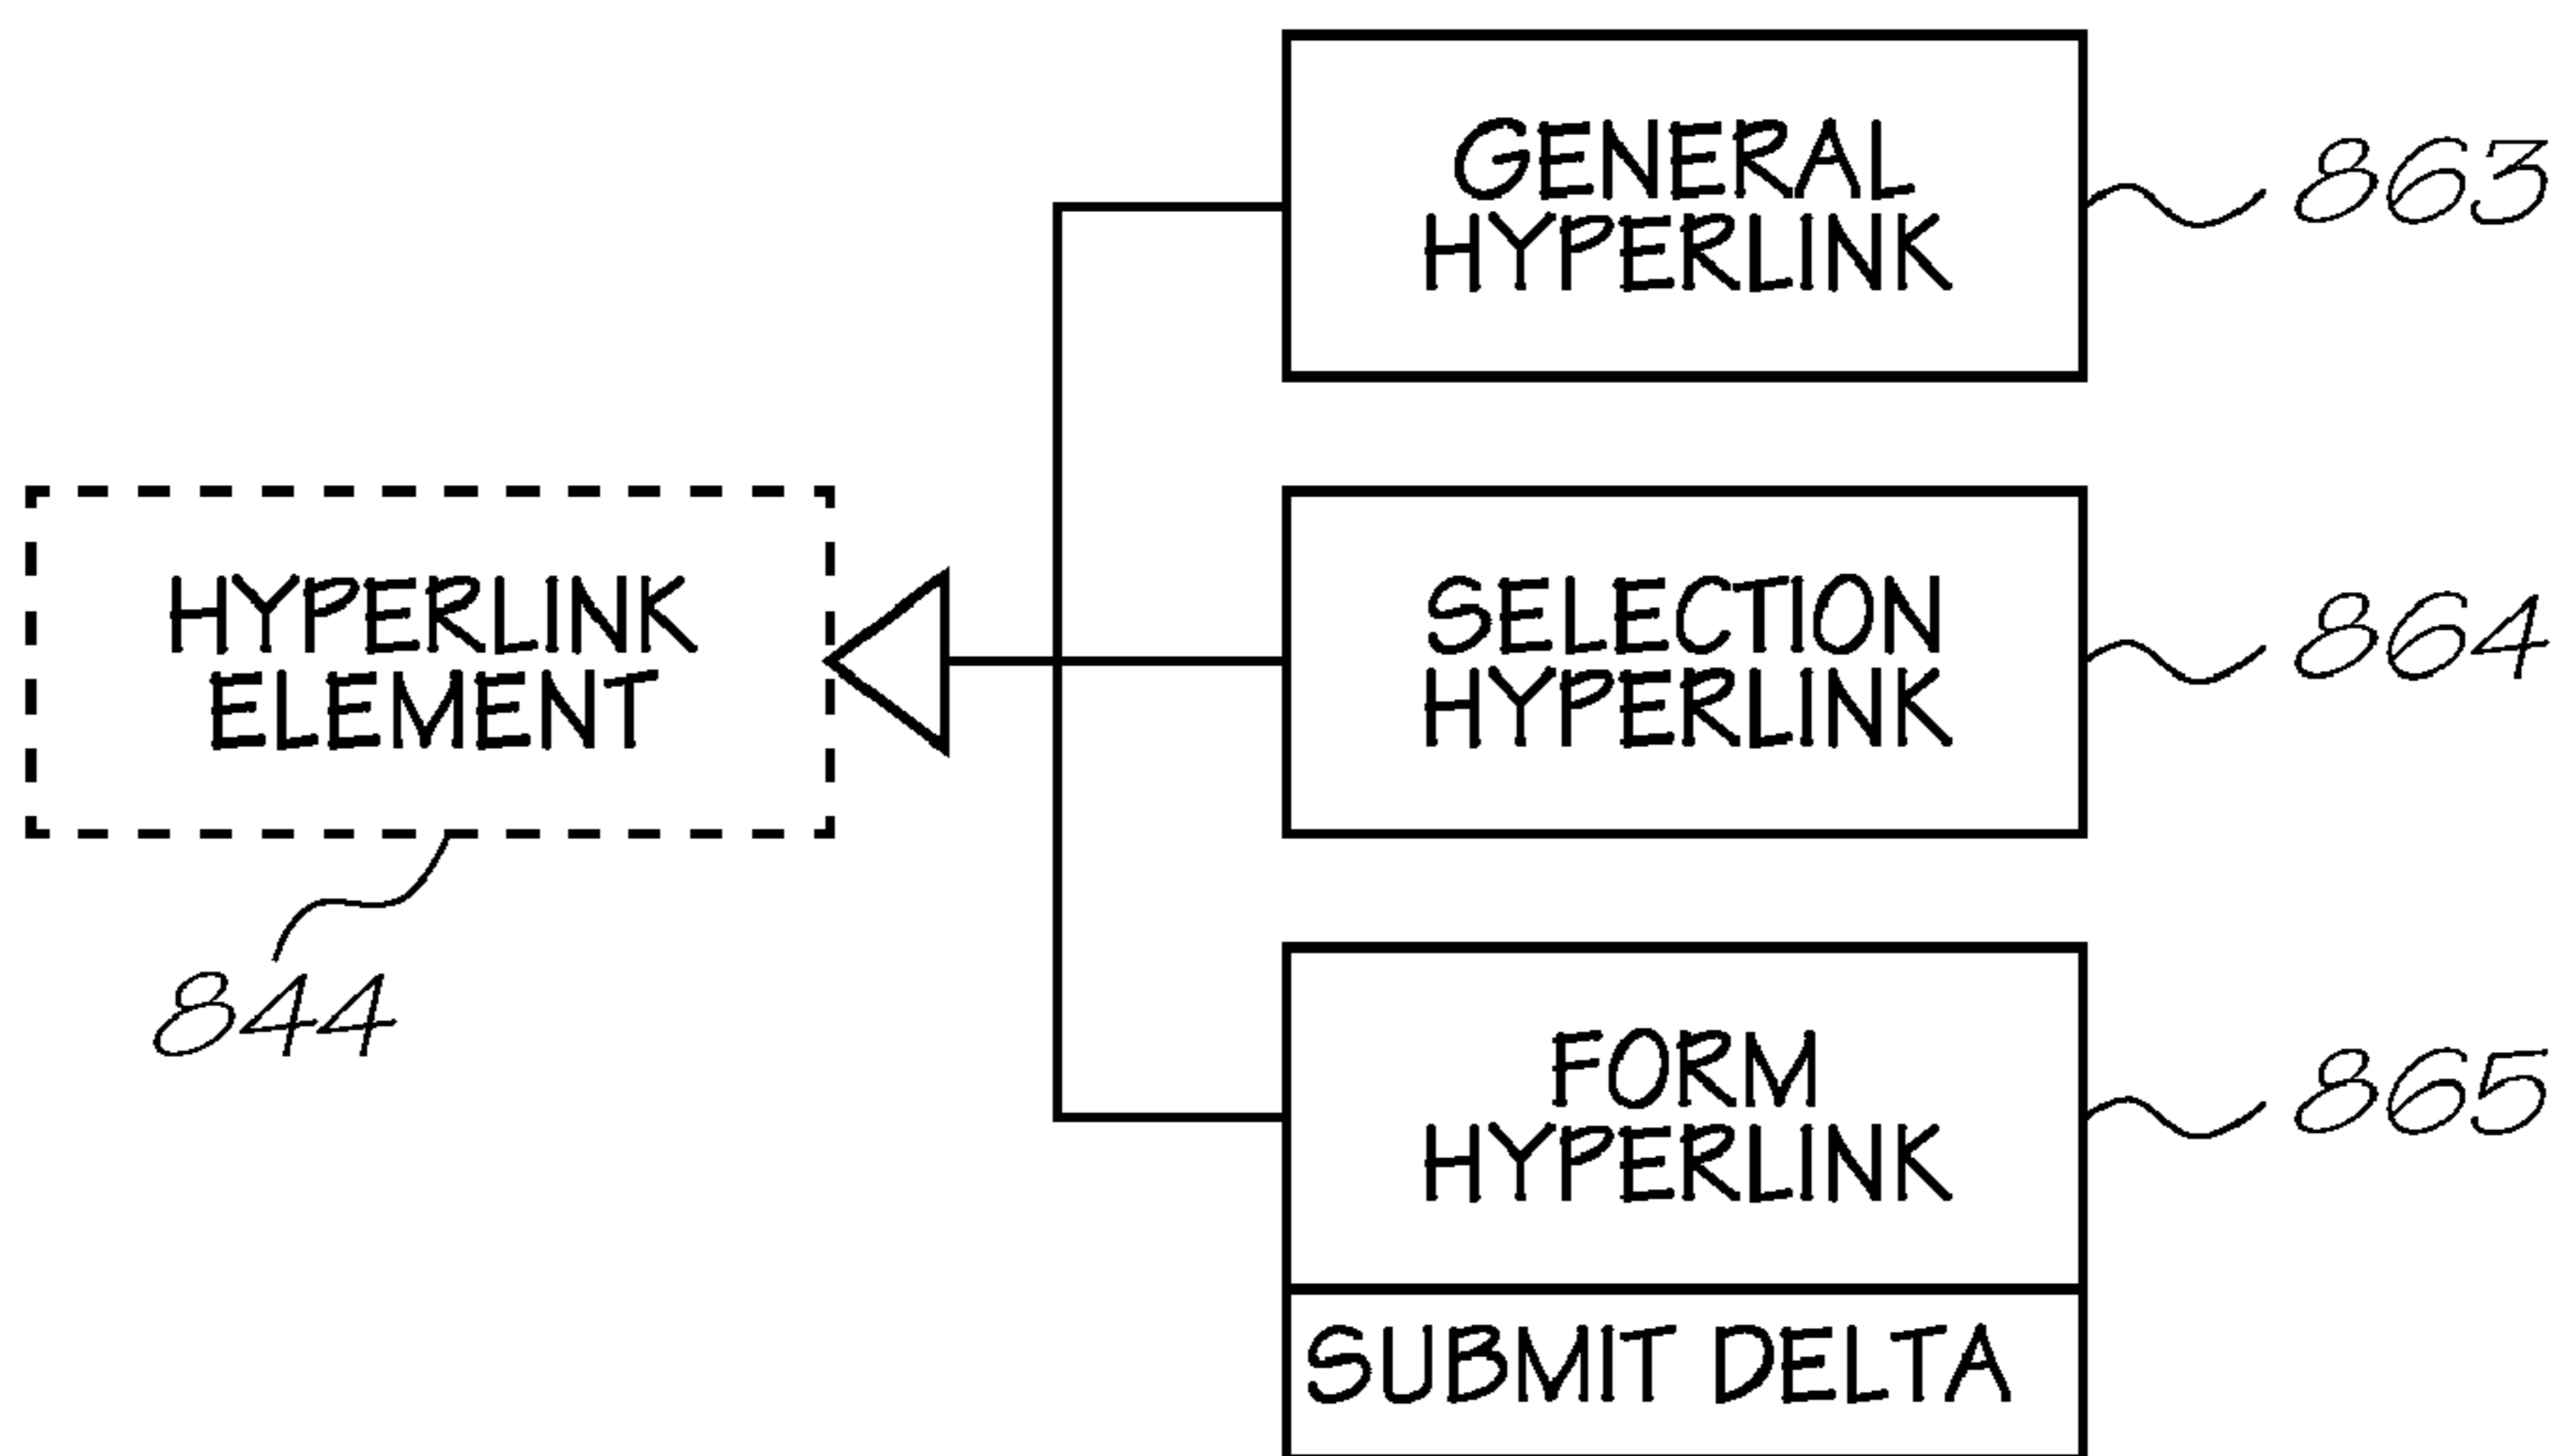 GENERAL
HYPERLINK
863
HYPERLINK
ELEMENT
844
SELECTION
HYPERLINK
864
FORM
HYPERLINK
865
SUBMIT DELTA